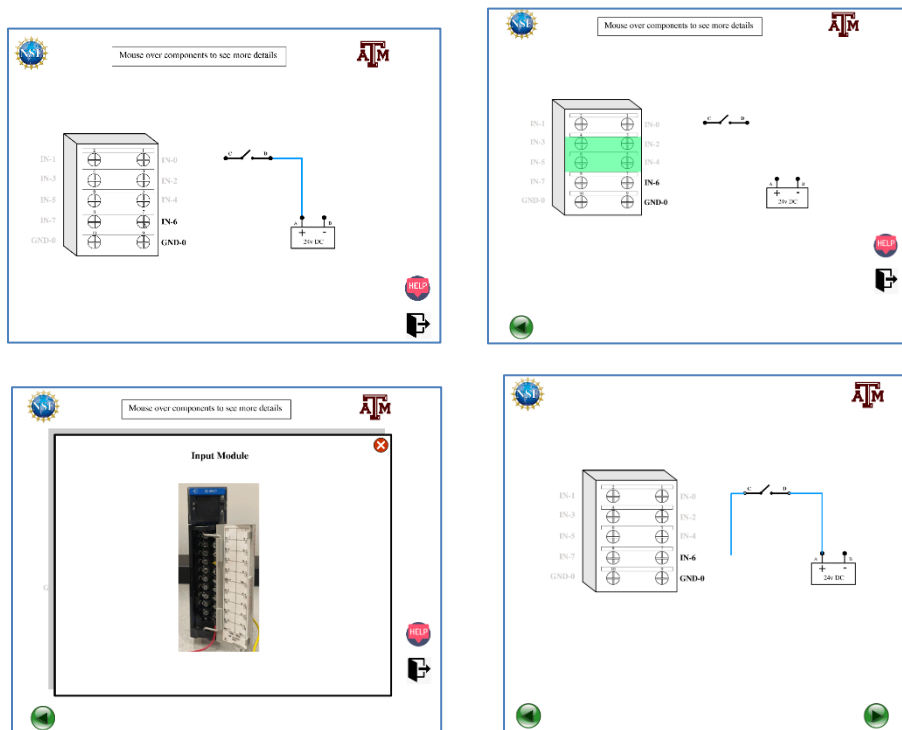 NSF
Mouse over components to see more details
ATM
IN-1
IN-0
IN-3
IN-2
IN-5
IN-4
IN-7
IN-6
GND-0
GND-0
C
D
A
B
+
-
24v DC
HELP
NSF
Mouse over components to see more details
ATM
IN-1
IN-0
IN-3
IN-2
IN-5
IN-4
IN-7
IN-6
GND-0
GND-0
C
D
A
B
+
-
24v DC
HELP
NSF
Mouse over components to see more details
ATM
Input Module
G
HELP
NSF
ATM
IN-1
IN-0
IN-3
IN-2
IN-5
IN-4
IN-7
IN-6
GND-0
GND-0
C
D
A
B
+
-
24v DC